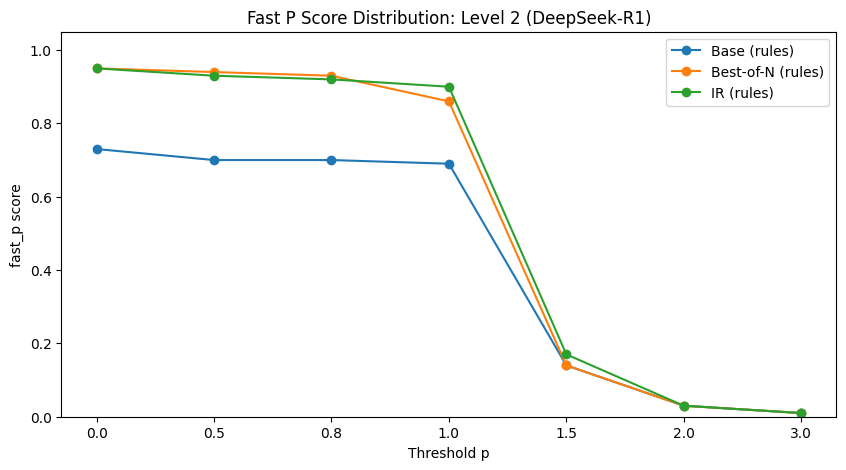 Fast P Score Distribution: Level 2 (DeepSeek-R1)
Base (rules)
Best-of-N (rules)
IR (rules)
fast_p score
1.0
0.8
0.6
0.4
0.2
0.0
0.0 0.5 0.8 1.0 1.5 2.0 3.0
Threshold p